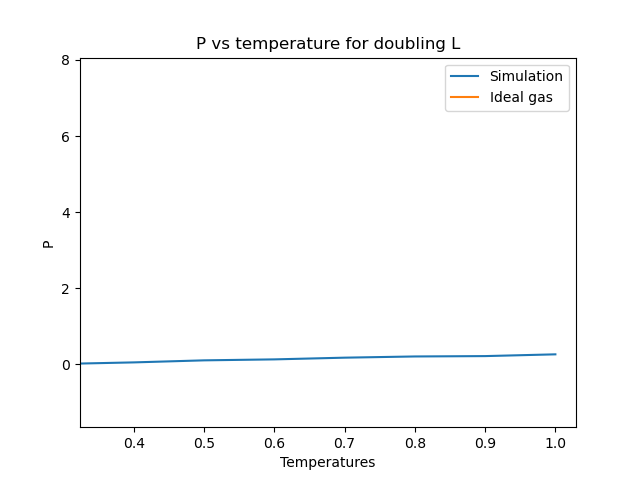 P vs temperature for doubling L
Simulation
Ideal gas
8
6
4
2
0
P
0.4 0.5 0.6 0.7 0.8 0.9 1.0
Temperatures